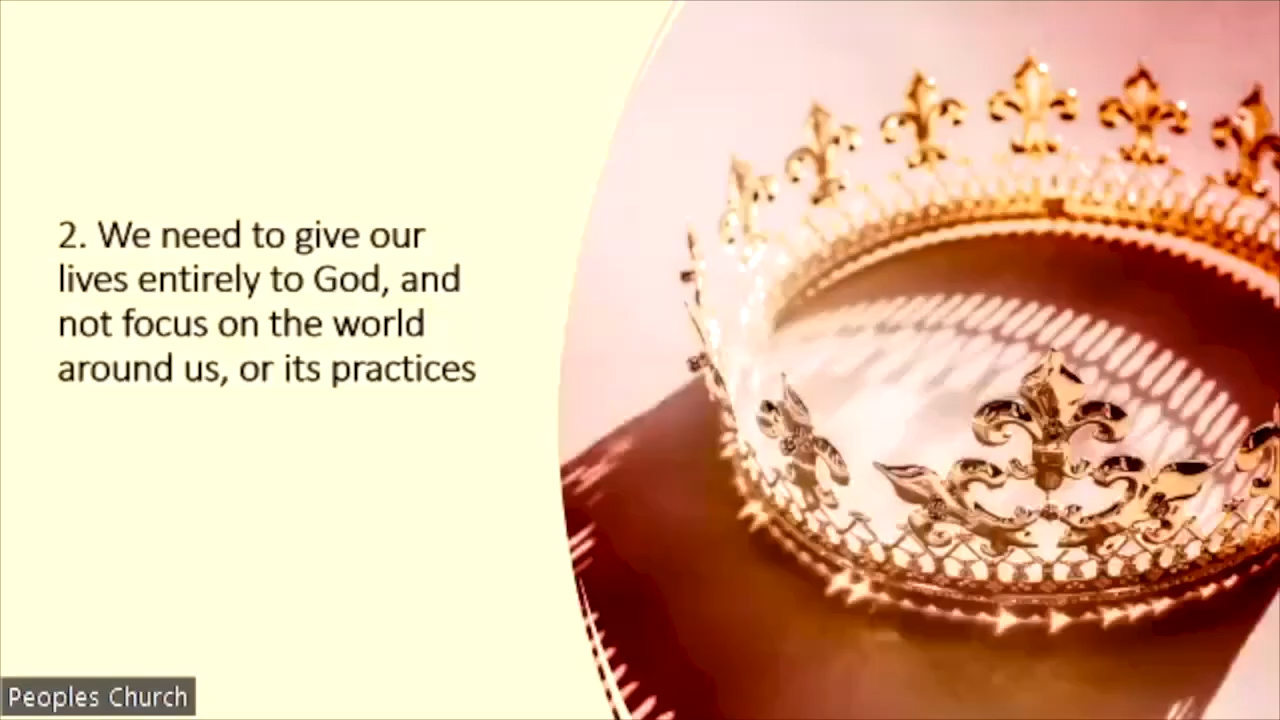 2. We need to give our
lives entirely to God, and
not focus on the world
around us, or its practices
Peoples Church